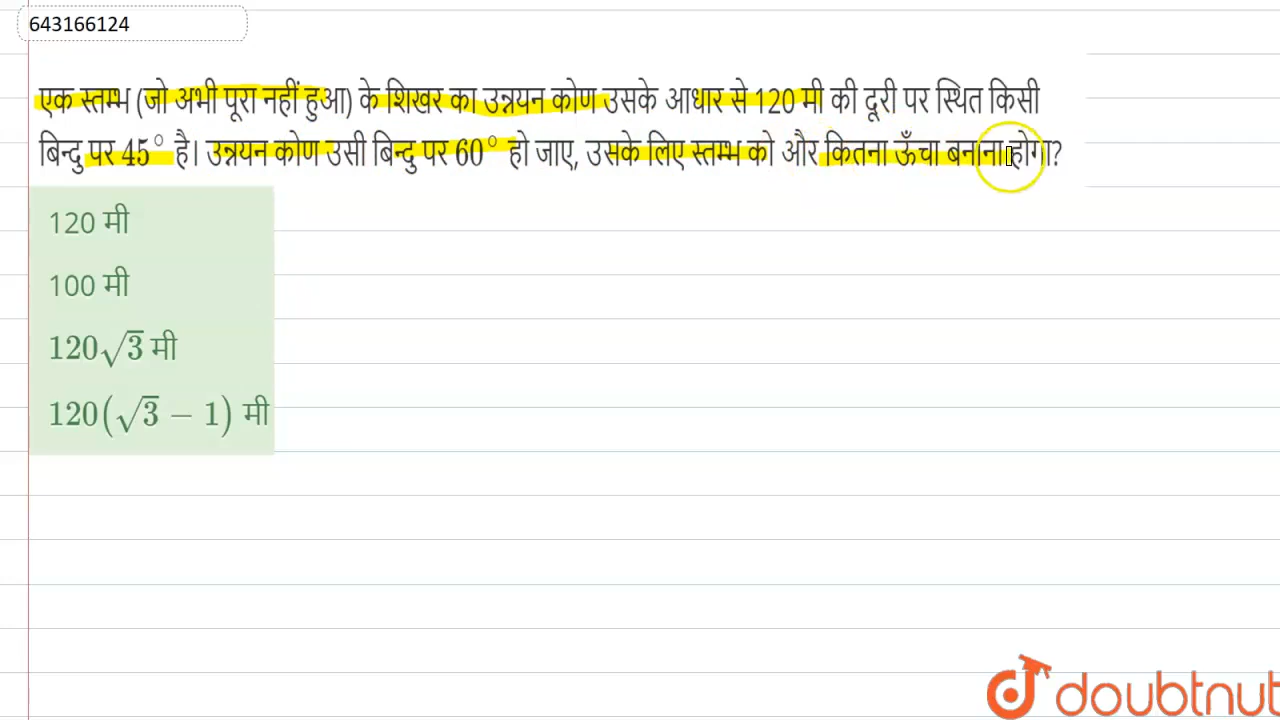 643166124
एक स्तम्भ (जो अभी पूरा नहीं हुआ) के शिखर का उन्नयन कोण उसके आधार से 120 मी की दूरी पर स्थित किसी
बिन्दु पर 45° है। उन्नयन कोण उसी बिन्दु पर 60° हो जाए, उसके लिए स्तम्भ को और कितना ऊँचा बनाना होगा?
120 मी
100 मी
120√3 मी
120(√3 − 1) मी
doubtnut